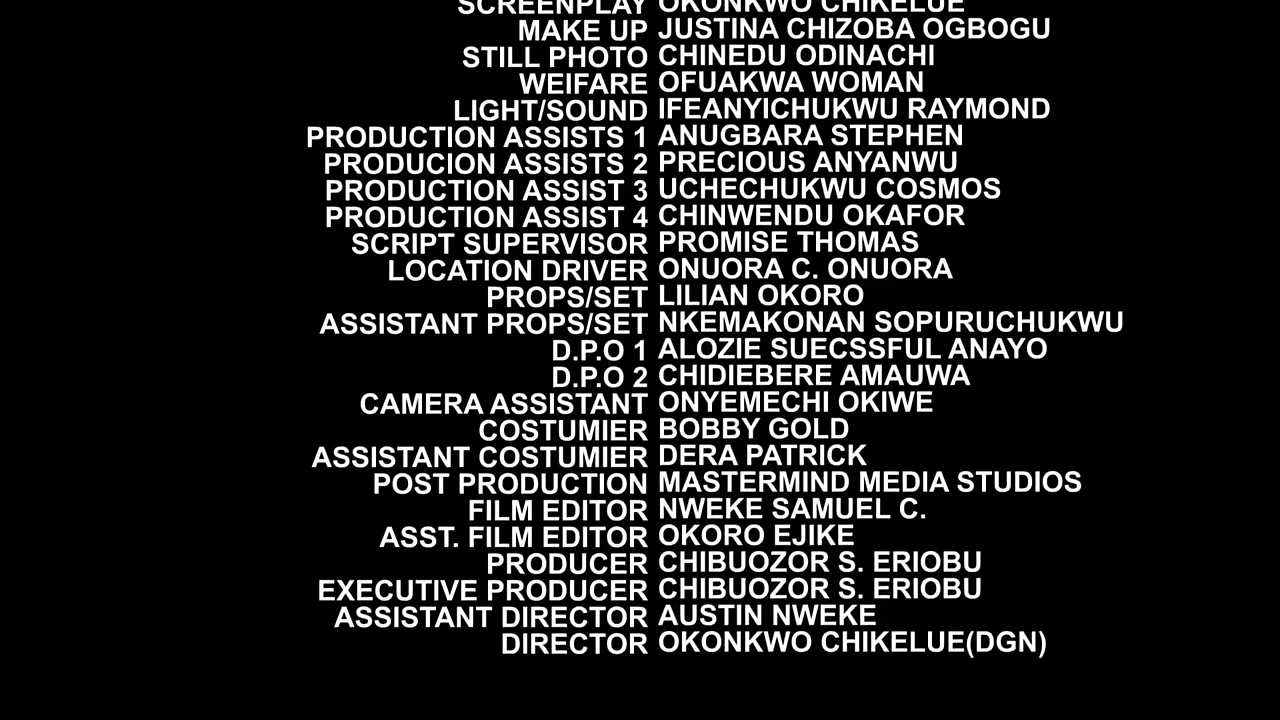 SCREENPLAY OKONKWO CHIKELUE
MAKE UP JUSTINA CHIZOBA OGBOGU
STILL PHOTO CHINEDU ODINACHI
WEIFARE OFUAKWA WOMAN
LIGHT/SOUND IFEANYICHUKWU RAYMOND
PRODUCTION ASSISTS 1 ANUGBARA STEPHEN
PRODUCION ASSISTS 2 PRECIOUS ANYANWU
PRODUCTION ASSIST 3 UCHECHUKWU COSMOS
PRODUCTION ASSIST 4 CHINWENDU OKAFOR
SCRIPT SUPERVISOR PROMISE THOMAS
LOCATION DRIVER ONUORA C. ONUORA
PROPS/SET LILIAN OKORO
ASSISTANT PROPS/SET NKEMAKONAN SOPURUCHUKWU
D.P.O 1 ALOZIE SUECSSFUL ANAYO
D.P.O 2 CHIDIEBERE AMAUWA
CAMERA ASSISTANT ONYEMECHI OKIWE
COSTUMIER BOBBY GOLD
ASSISTANT COSTUMIER DERA PATRICK
POST PRODUCTION MASTERMIND MEDIA STUDIOS
FILM EDITOR NWEKE SAMUEL C.
ASST. FILM EDITOR OKORO EJIKE
PRODUCER CHIBUOZOR S. ERIOBU
EXECUTIVE PRODUCER CHIBUOZOR S. ERIOBU
ASSISTANT DIRECTOR AUSTIN NWEKE
DIRECTOR OKONKWO CHIKELUE(DGN)